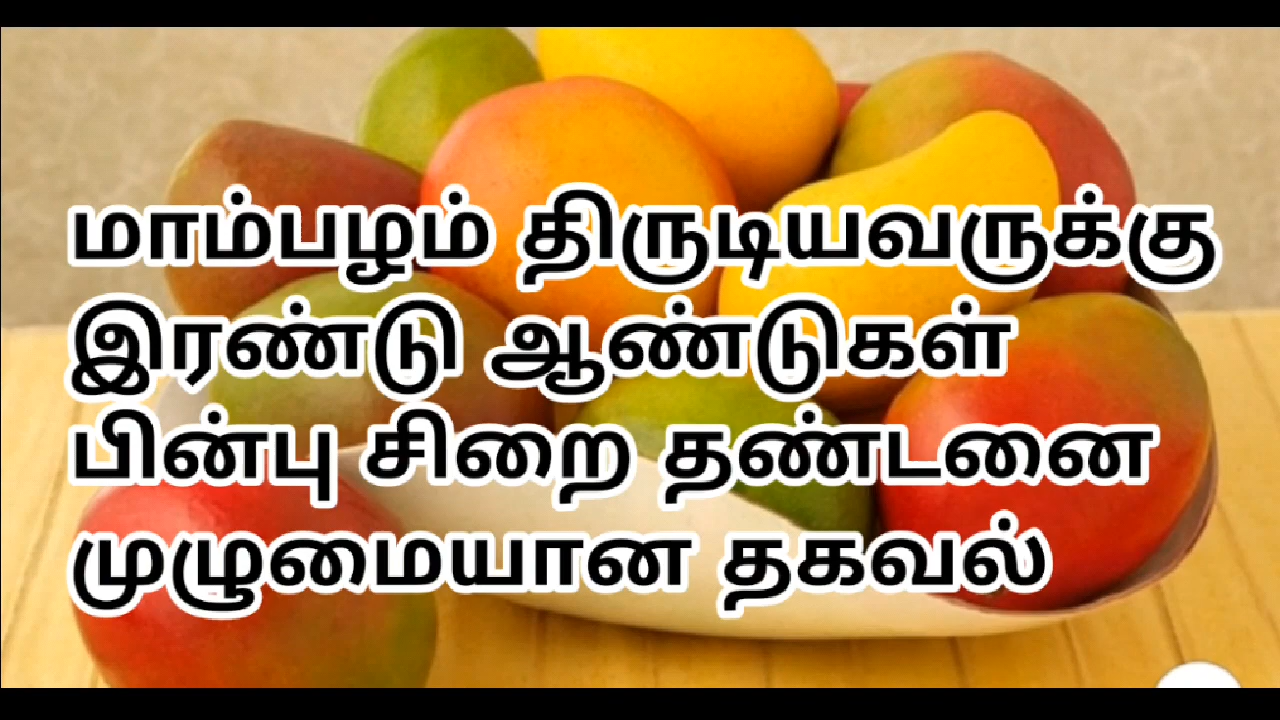 மாம்பழம் திருடியவருக்கு
இரண்டு ஆண்டுகள்
பின்பு சிறை தண்டனை
முழுமையான தகவல்